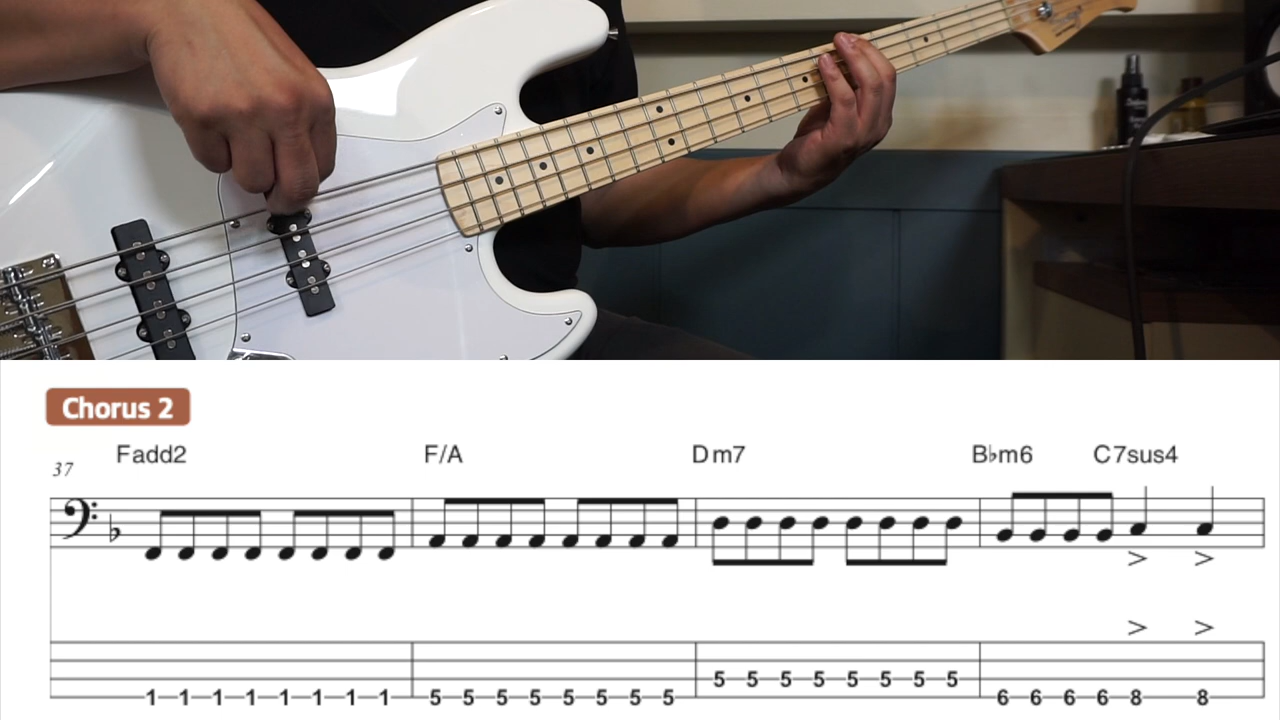 Chorus 2
Fadd2 F/A Dm7 B♭m6 C7sus4
37
5 5 5 5 5 5 5 5
1 1 1 1 1 1 1 1 5 5 5 5 5 5 5 5 6 6 6 6 8 8